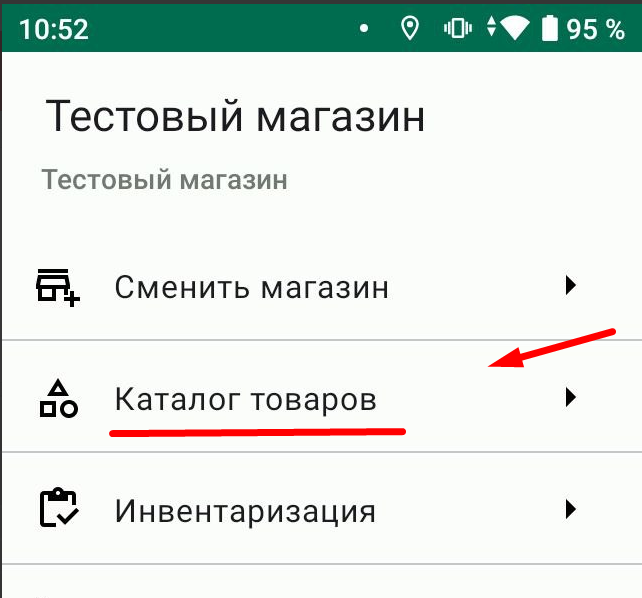 10:52
95 %
Тестовый магазин
Тестовый магазин
Сменить магазин
Каталог товаров
Инвентаризация